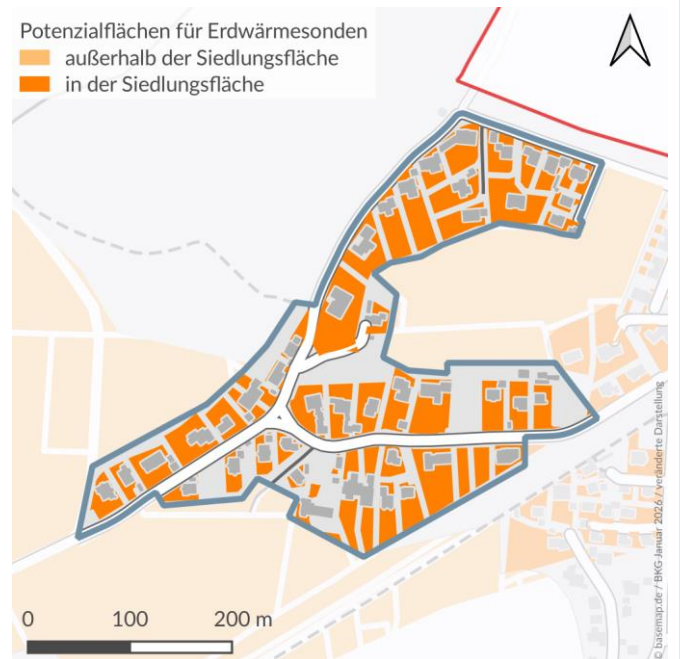 Potenzialflächen für Erdwärmesonden
außerhalb der Siedlungsfläche
in der Siedlungsfläche
© basemap.de / BKG Januar 2026 / veränderte Darstellung
0 100 200 m